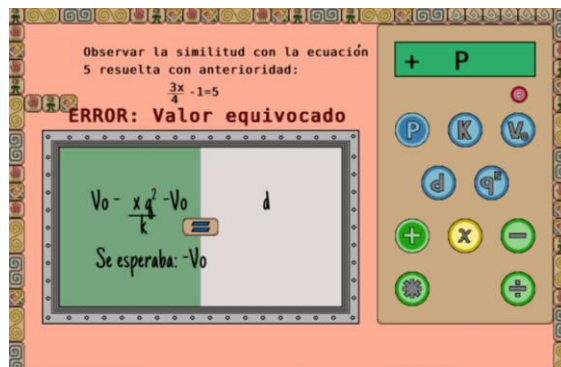 Observar la similitud con la ecuación
5 resuelta con anterioridad:
3x/4 -1=5
ERROR: Valor equivocado
Vo - xq²/k -Vo = d
Se esperaba: -Vo
+ P
C
P K Vo
d q²
+ x -
* ÷